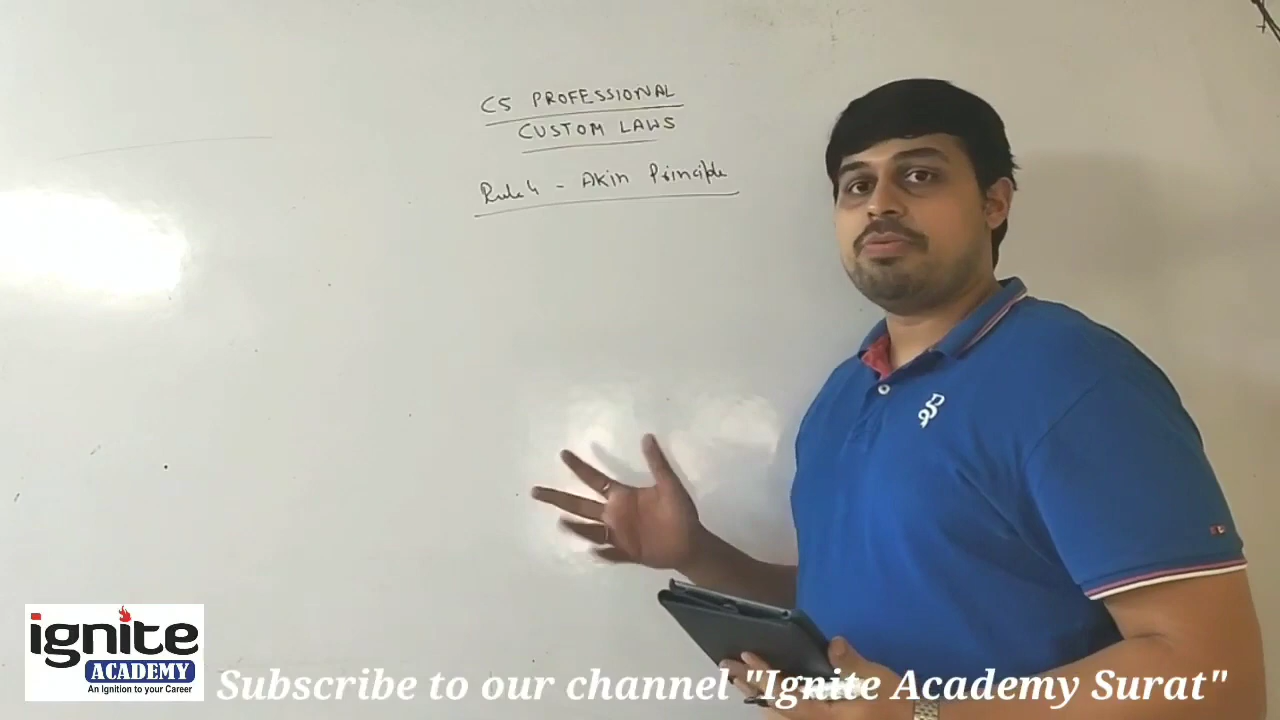 CS PROFESSIONAL
CUSTOM LAWS
Rule 4 - Akin Principle
ignite
ACADEMY
An Ignition to your Career
Subscribe to our channel "Ignite Academy Surat"